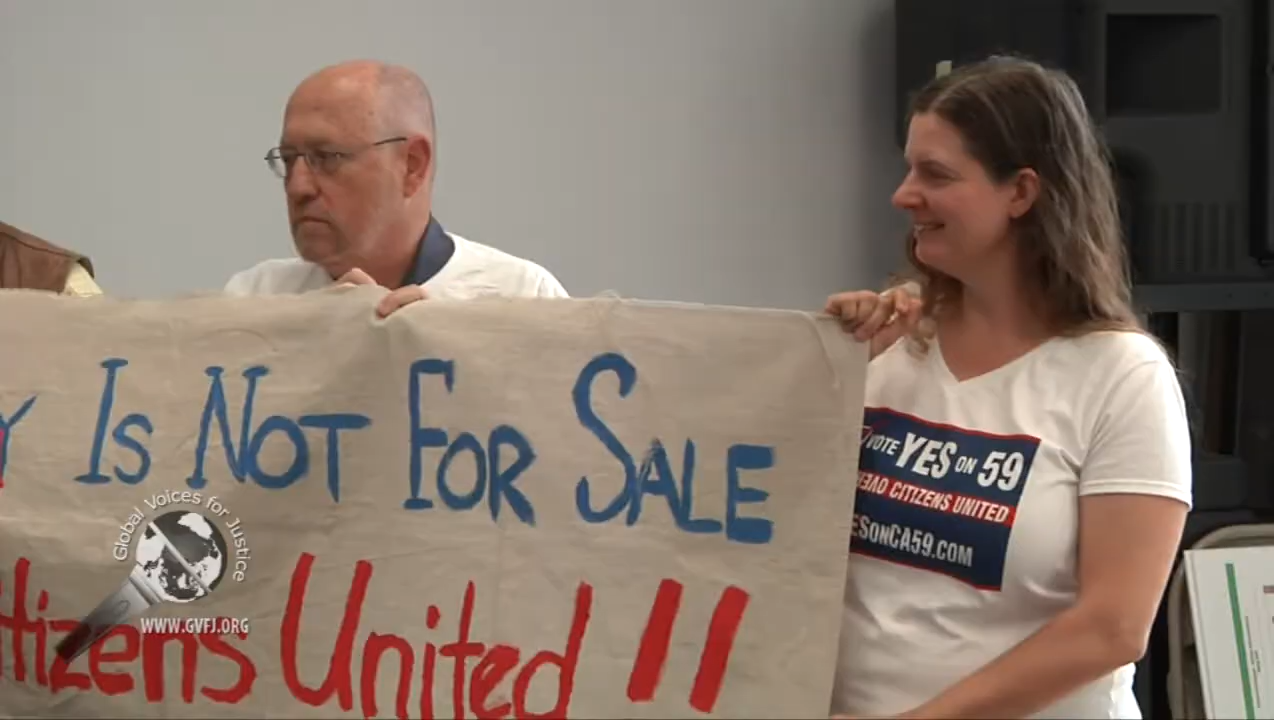 Y IS NOT FOR SALE
itizens United !!
VOTE YES ON 59
CITIZENS UNITED
ESONCA59.COM
Global Voices for Justice
WWW.GVFJ.ORG